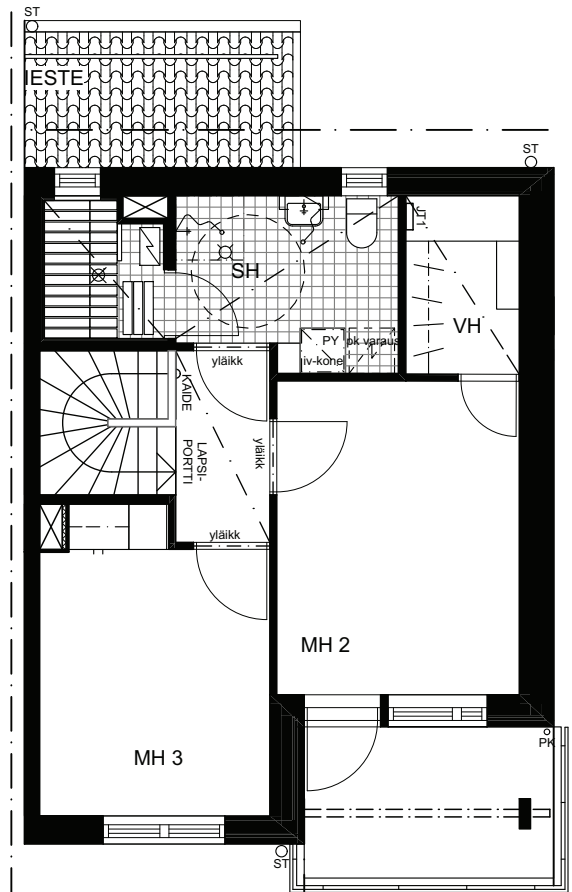 ST
IESTE
ST
JT1
SH
VH
PY
pk varaus
iv-kone
yläikk
KAIDE
LAPSI-
PORTTI
yläikk
yläikk
MH 2
MH 3
PK
ST